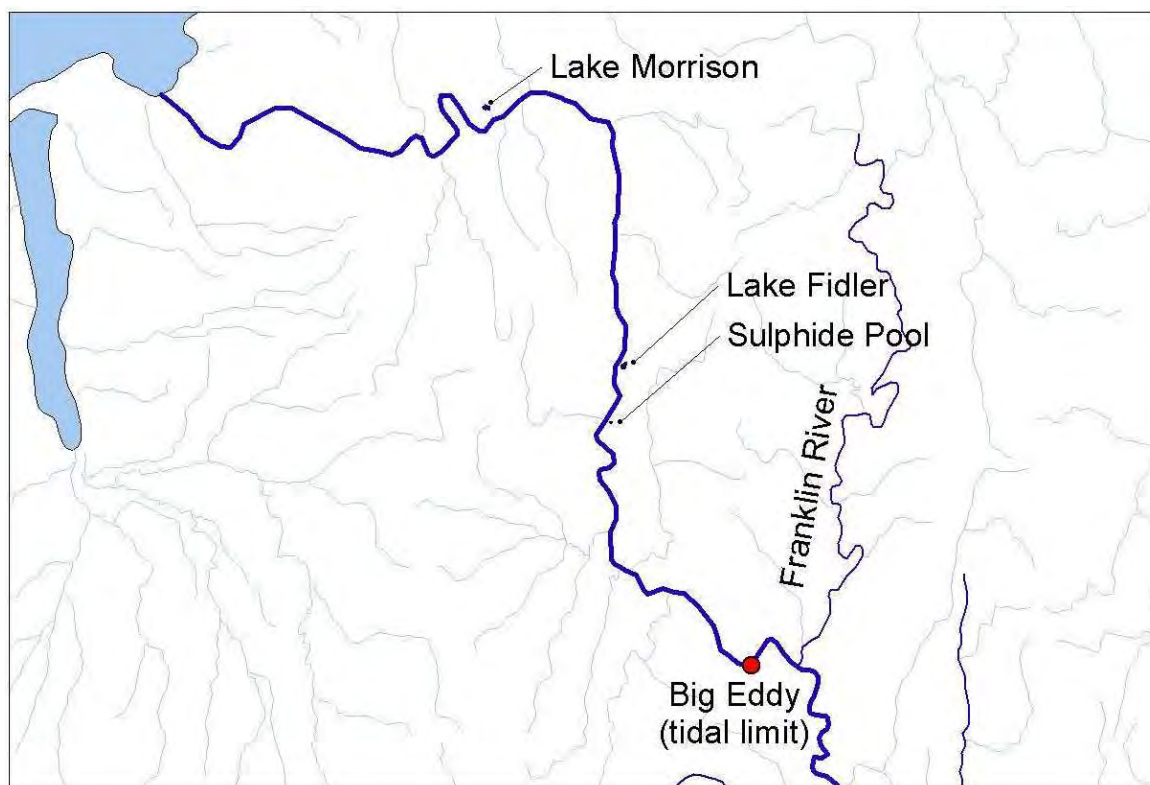 Lake Morrison
Lake Fidler
Sulphide Pool
Franklin River
Big Eddy
(tidal limit)